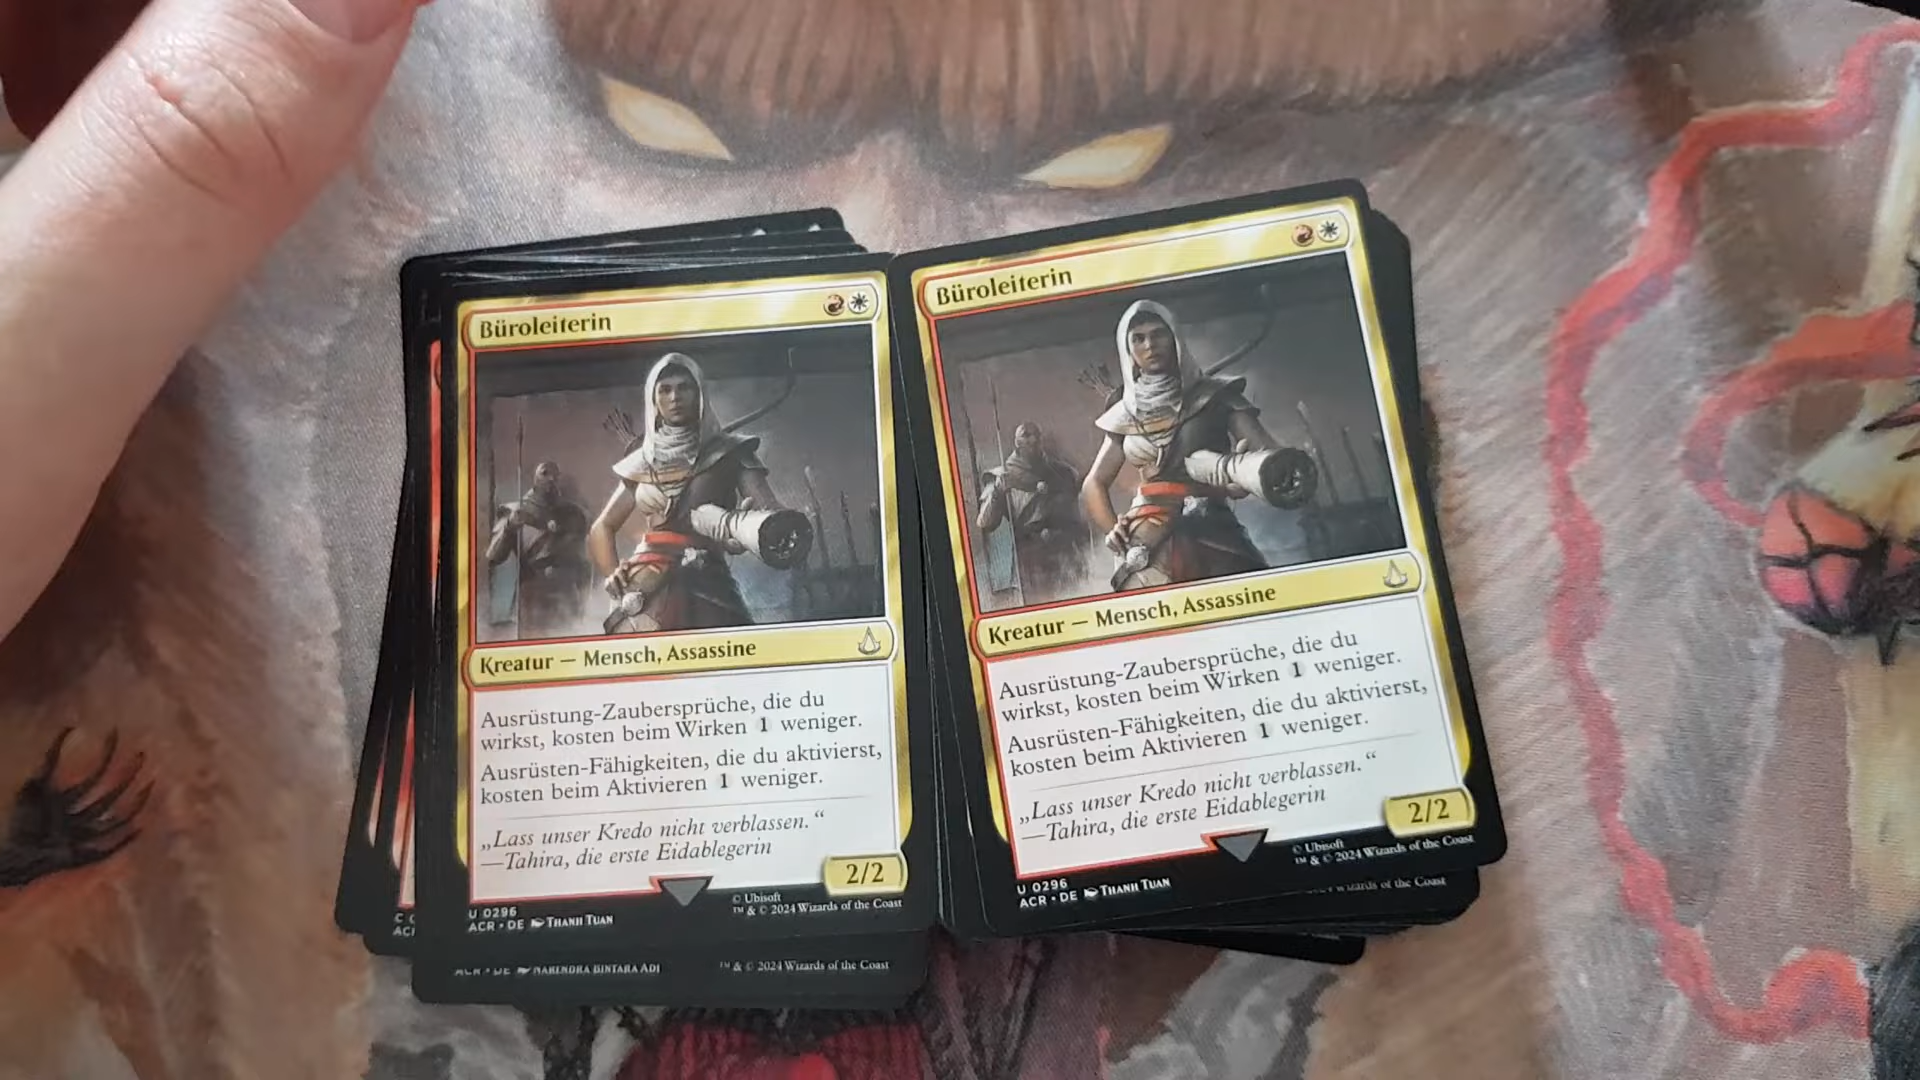 Büroleiterin
Kreatur — Mensch, Assassine
Ausrüstung-Zaubersprüche, die du
wirkst, kosten beim Wirken 1 weniger.
Ausrüsten-Fähigkeiten, die du aktivierst,
kosten beim Aktivieren 1 weniger.
„Lass unser Kredo nicht verblassen.“
—Tahira, die erste Eidablegerin
2/2
U 0296
ACR • DE THANH TUAN
© Ubisoft
™ & © 2024 Wizards of the Coast
C
ACR • DE NARENDRA BINTARA ADI
™ & © 2024 Wizards of the Coast
Büroleiterin
Kreatur — Mensch, Assassine
Ausrüstung-Zaubersprüche, die du
wirkst, kosten beim Wirken 1 weniger.
Ausrüsten-Fähigkeiten, die du aktivierst,
kosten beim Aktivieren 1 weniger.
„Lass unser Kredo nicht verblassen.“
—Tahira, die erste Eidablegerin
2/2
U 0296
ACR • DE THANH TUAN
© Ubisoft
™ & © 2024 Wizards of the Coast
Wizards of the Coast